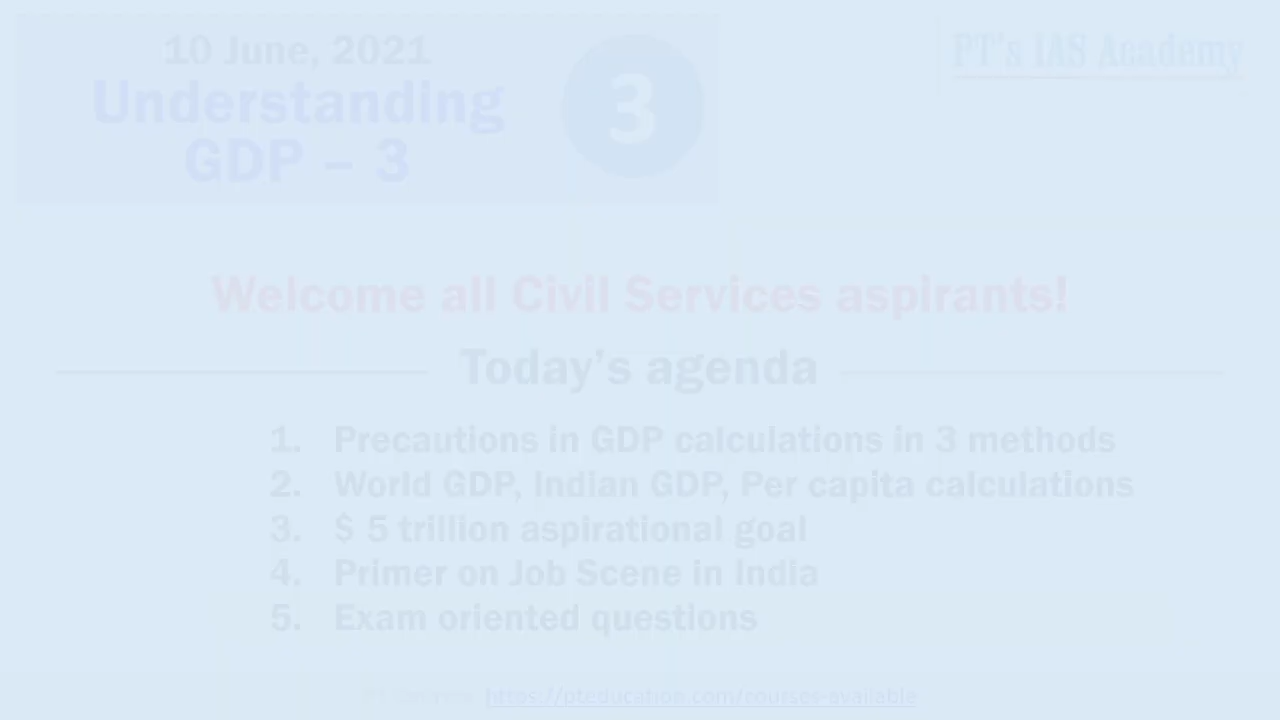 10 June, 2021
Understanding
GDP – 3
3
PT's IAS Academy
Welcome all Civil Services aspirants!
Today's agenda
1. Precautions in GDP calculations in 3 methods
2. World GDP, Indian GDP, Per capita calculations
3. $ 5 trillion aspirational goal
4. Primer on Job Scene in India
5. Exam oriented questions
https://pteducation.com/courses-available